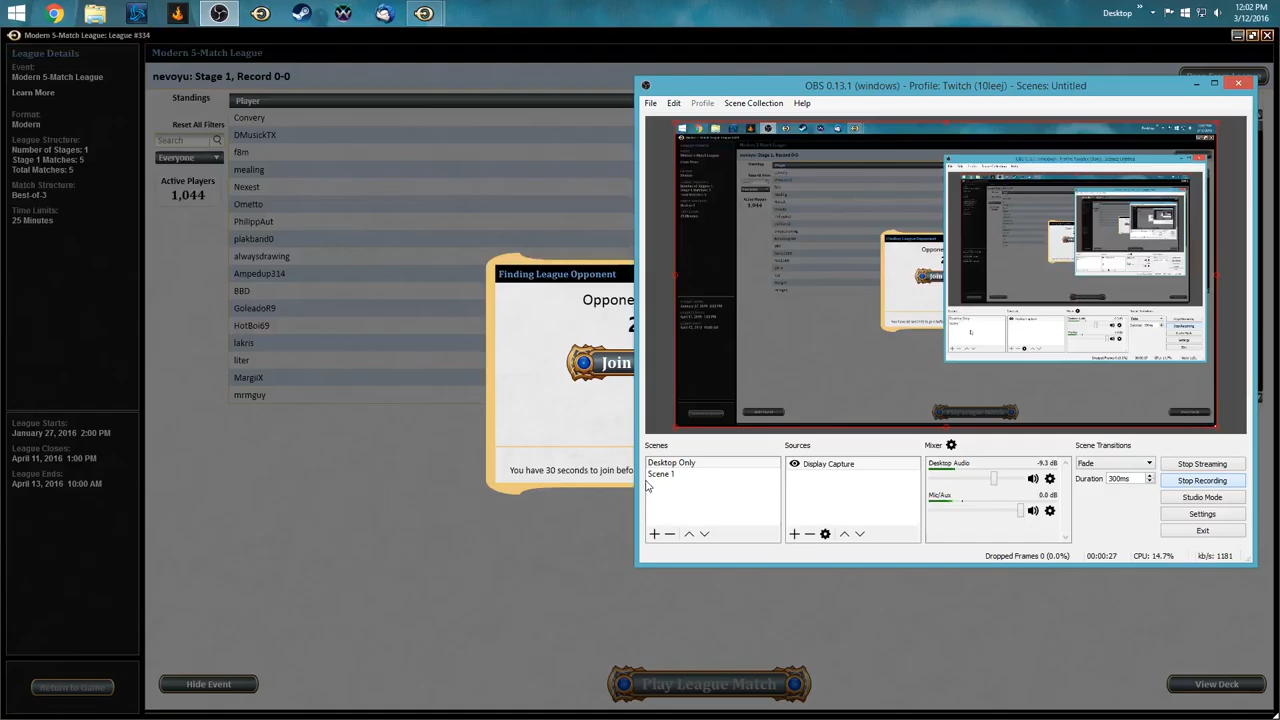 Desktop
12:02 PM
3/12/2016
Modern 5-Match League: League #334
League Details
Event:
Modern 5-Match League
Learn More
Format:
Modern
League Structure:
Number of Stages: 1
Stage 1 Matches: 5
Total Matches: 5
Match Structure:
Best-of-3
Time Limits:
25 Minutes
League Starts:
January 27, 2016 2:00 PM
League Closes:
April 11, 2016 1:00 PM
League Ends:
April 13, 2016 10:00 AM
Return to Game
Modern 5-Match League
nevoyu: Stage 1, Record 0-0
Standings
Reset All Filters
Search
Everyone
Active Players
1,044
Player
Convery
DMusickTX
f8m
mealing
Nexest
Ometto
PhilippAut
plakband0
alwaysdrawing
Ampedup314
BBD
GoleadoR9
HotBoi69
lakris
liter
MargiiX
mrmguy
Finding League Opponent
Oppone
2
Join
You have 30 seconds to join befo
Hide Event
Play League Match
View Deck
OBS 0.13.1 (windows) - Profile: Twitch (10leej) - Scenes: Untitled
File Edit Profile Scene Collection Help
Scenes
Desktop Only
Scene 1
Sources
Display Capture
Mixer
Desktop Audio -9.3 dB
Mic/Aux 0.0 dB
Scene Transitions
Fade
Duration 300ms
Stop Streaming
Stop Recording
Studio Mode
Settings
Exit
Dropped Frames 0 (0.0%) 00:00:27 CPU: 14.7% kb/s: 1181